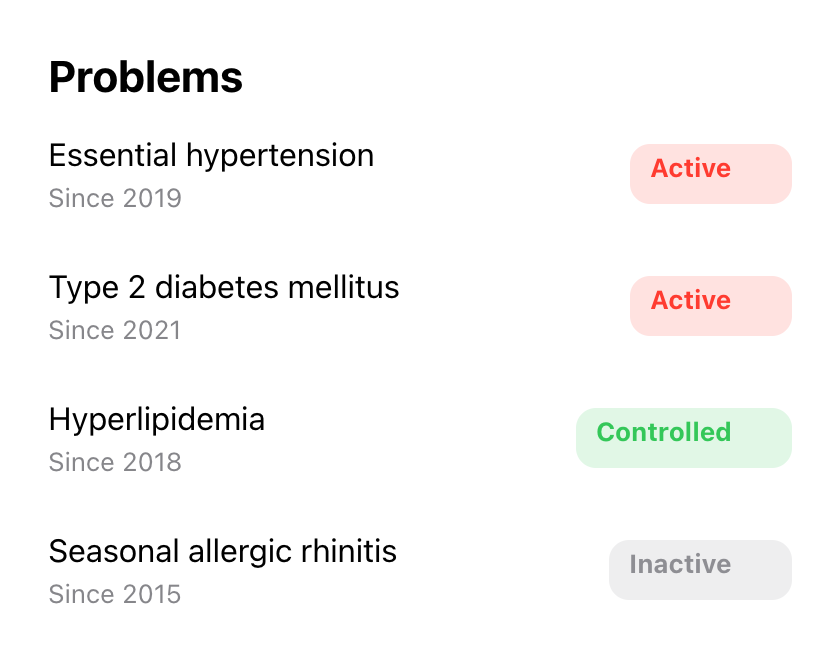 Problems
Essential hypertension
Active
Since 2019
Type 2 diabetes mellitus
Active
Since 2021
Hyperlipidemia
Controlled
Since 2018
Seasonal allergic rhinitis
Inactive
Since 2015